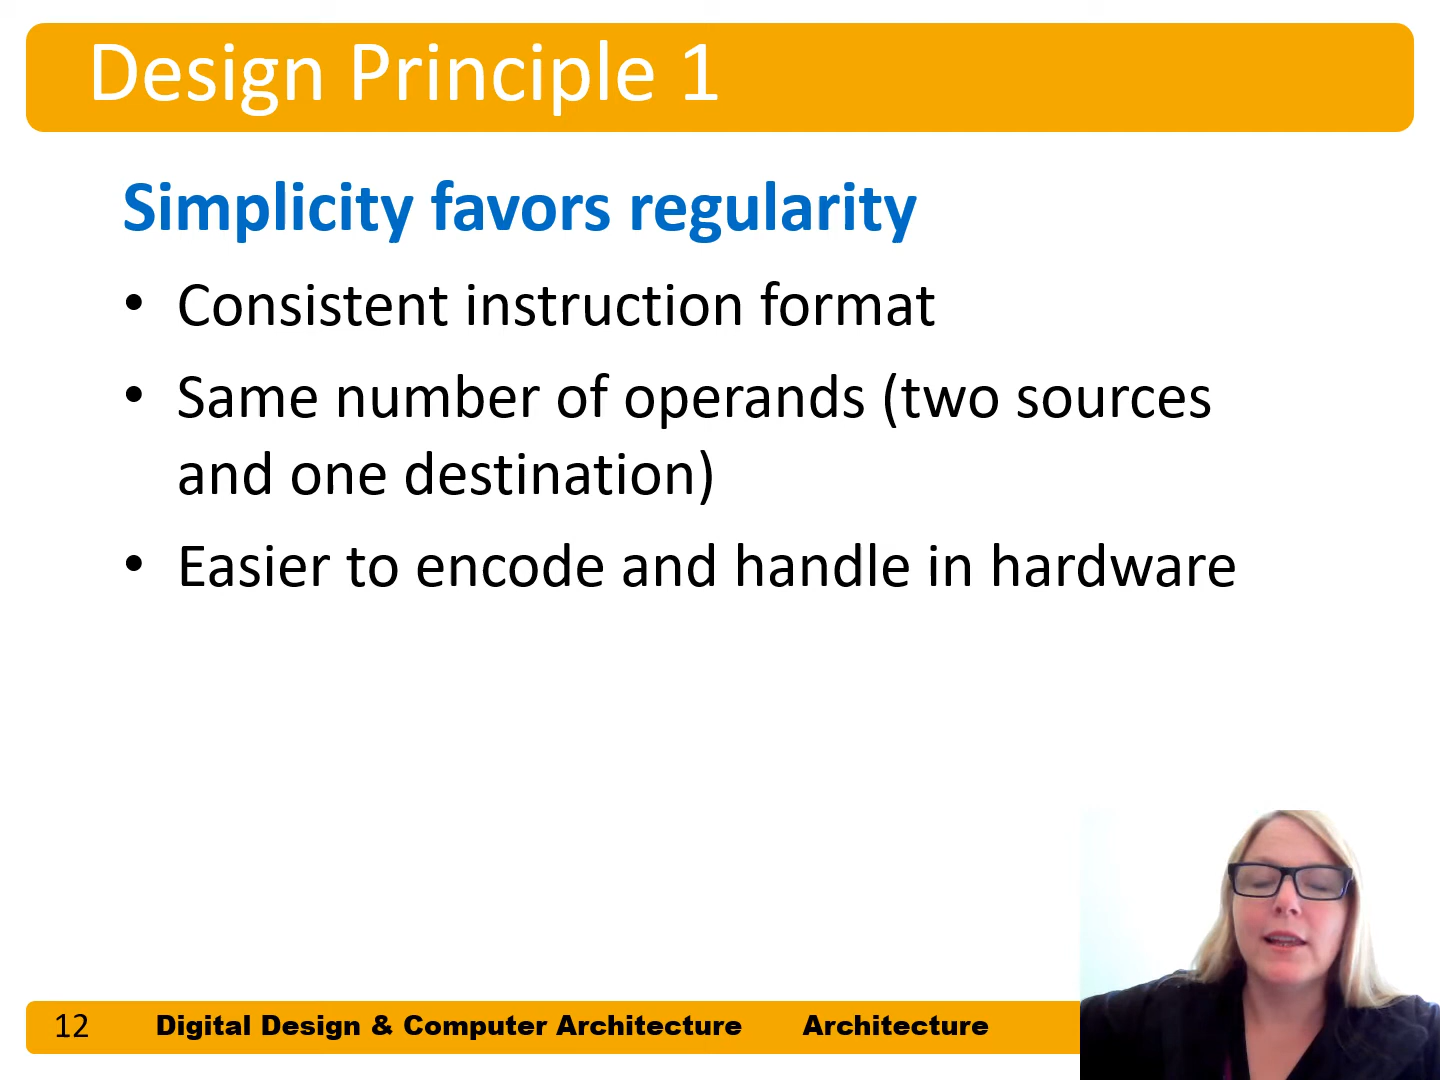 Design Principle 1
Simplicity favors regularity
• Consistent instruction format
• Same number of operands (two sources
and one destination)
• Easier to encode and handle in hardware
12 Digital Design & Computer Architecture Architecture